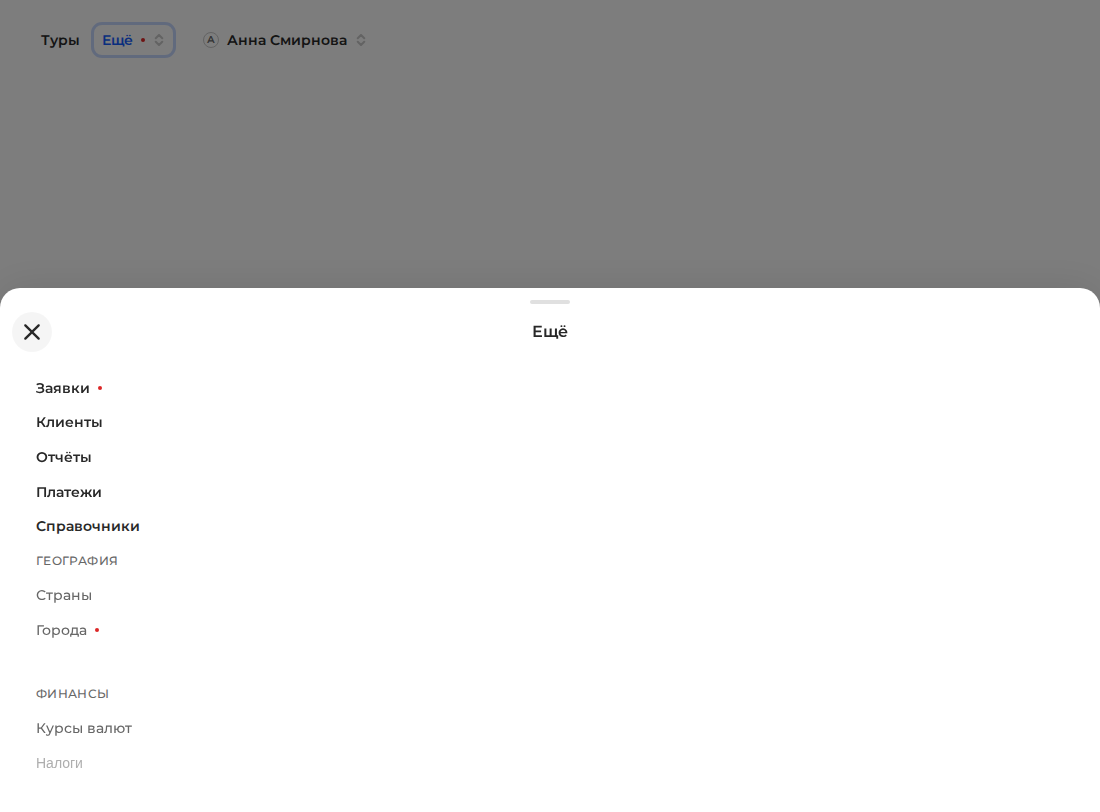 Туры Ещё А Анна Смирнова
Ещё
Заявки
Клиенты
Отчёты
Платежи
Справочники
ГЕОГРАФИЯ
Страны
Города
ФИНАНСЫ
Курсы валют
Налоги